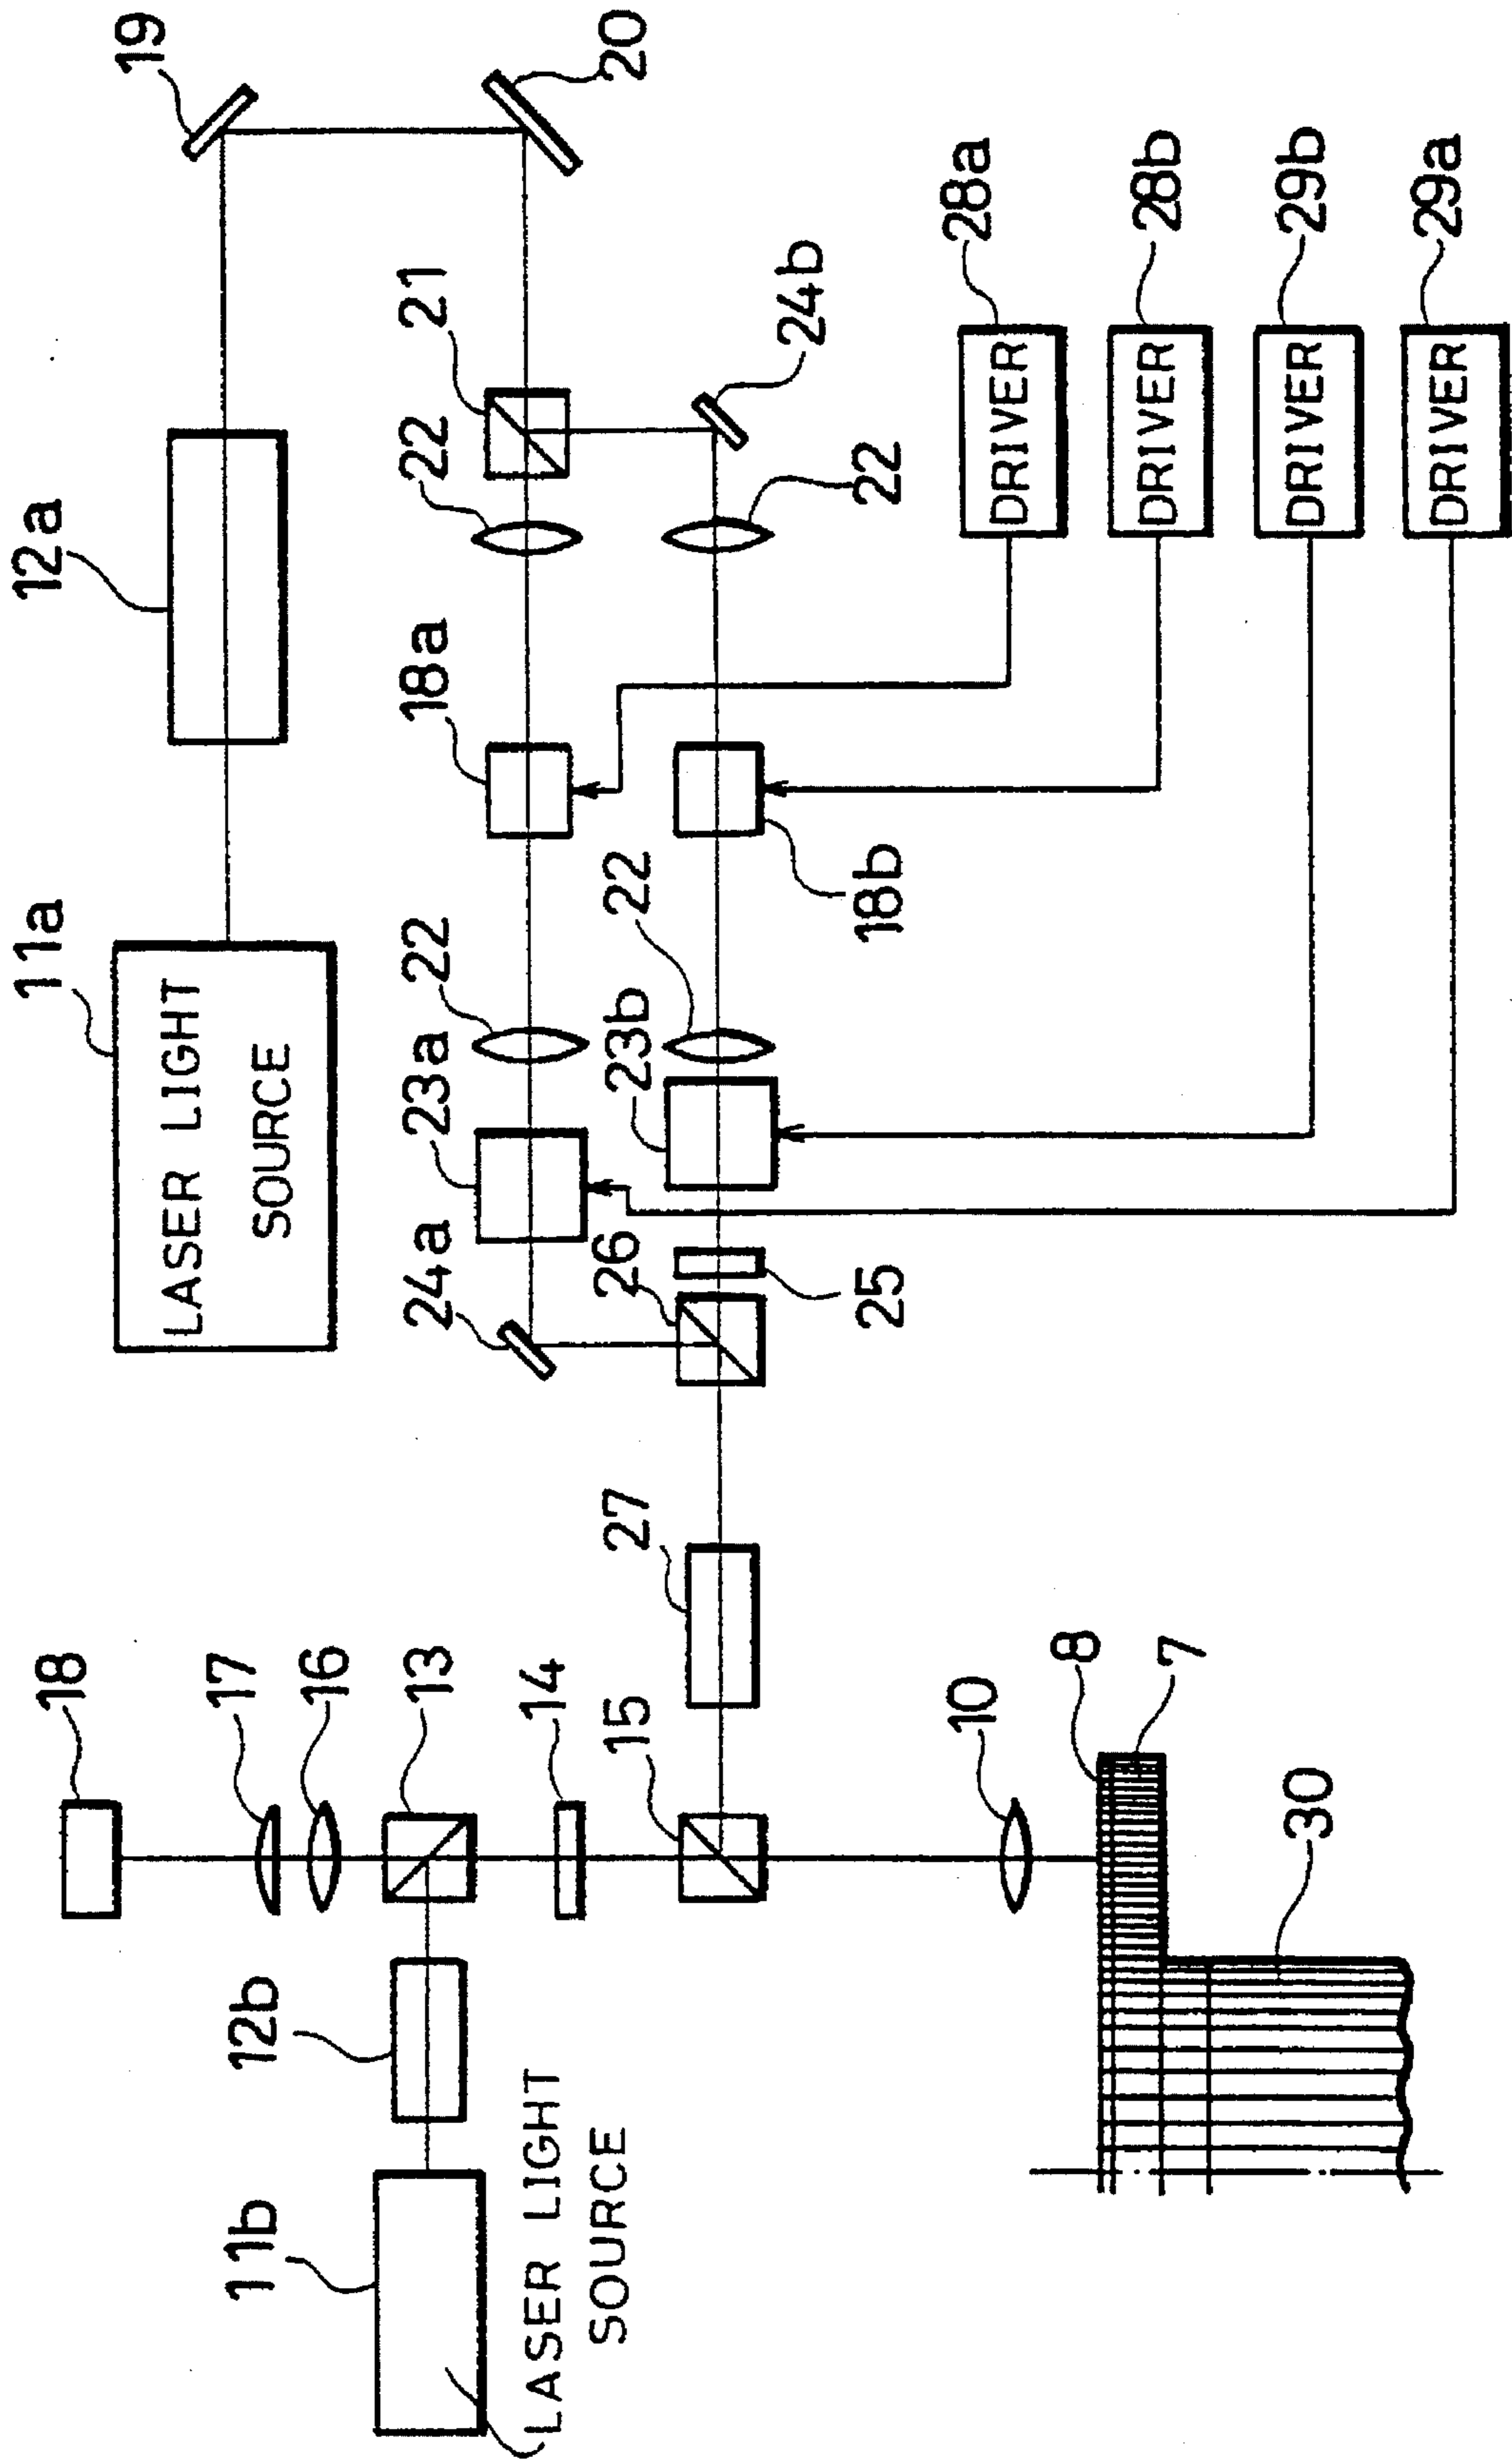 11a
LASER LIGHT
SOURCE
12a
19
20
21
22
18a
22
23a
24a
24b
22
18b
22
23b
26
25
27
28a
DRIVER
28b
DRIVER
29b
DRIVER
29a
DRIVER
18
17
16
13
14
15
10
8
7
30
12b
11b
LASER LIGHT
SOURCE